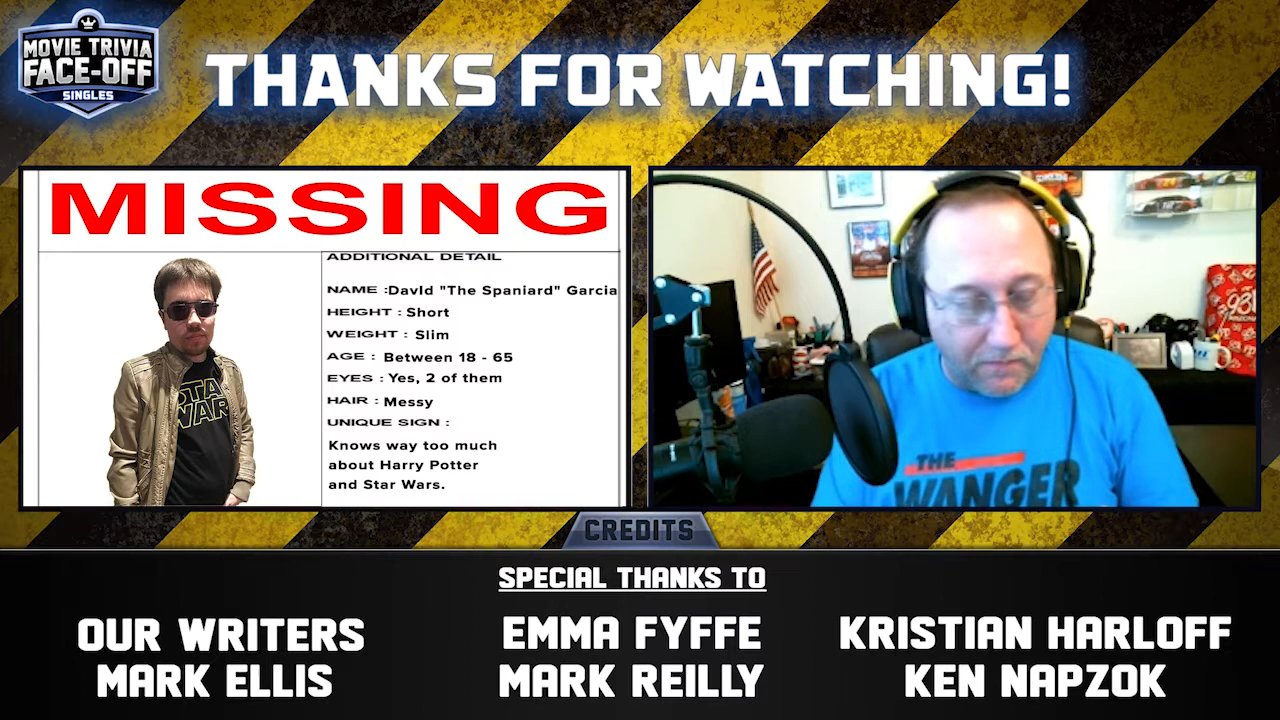 MOVIE TRIVIA
FACE-OFF
SINGLES
THANKS FOR WATCHING!
MISSING
ADDITIONAL DETAIL
NAME : DavId "The Spaniard" Garcia
HEIGHT : Short
WEIGHT : Slim
AGE : Between 18 - 65
EYES : Yes, 2 of them
HAIR : Messy
UNIQUE SIGN :
Knows way too much
about Harry Potter
and Star Wars.
STAR
WARS
THE
WANGER
93
CREDITS
SPECIAL THANKS TO
OUR WRITERS
MARK ELLIS
EMMA FYFFE
MARK REILLY
KRISTIAN HARLOFF
KEN NAPZOK